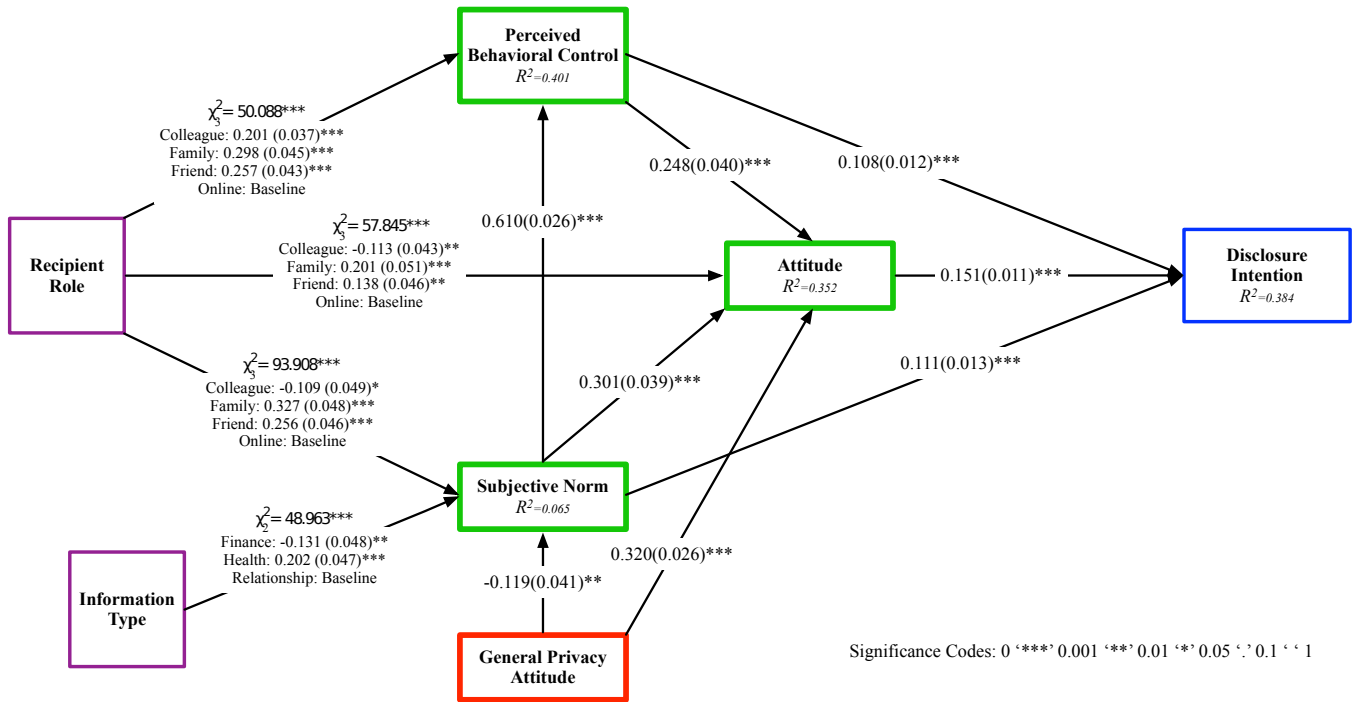 Perceived
Behavioral Control
R²=0.401
χ²₃= 50.088***
Colleague: 0.201 (0.037)***
Family: 0.298 (0.045)***
Friend: 0.257 (0.043)***
Online: Baseline
0.248(0.040)***
0.108(0.012)***
0.610(0.026)***
χ²₃= 57.845***
Colleague: -0.113 (0.043)**
Family: 0.201 (0.051)***
Friend: 0.138 (0.046)**
Online: Baseline
Recipient
Role
Attitude
R²=0.352
0.151(0.011)***
Disclosure
Intention
R²=0.384
χ²₃= 93.908***
Colleague: -0.109 (0.049)*
Family: 0.327 (0.048)***
Friend: 0.256 (0.046)***
Online: Baseline
0.301(0.039)***
0.111(0.013)***
Subjective Norm
R²=0.065
χ²₂= 48.963***
Finance: -0.131 (0.048)**
Health: 0.202 (0.047)***
Relationship: Baseline
0.320(0.026)***
-0.119(0.041)**
Information
Type
General Privacy
Attitude
Significance Codes: 0 ‘***’ 0.001 ‘**’ 0.01 ‘*’ 0.05 ‘.’ 0.1 ‘ ‘ 1